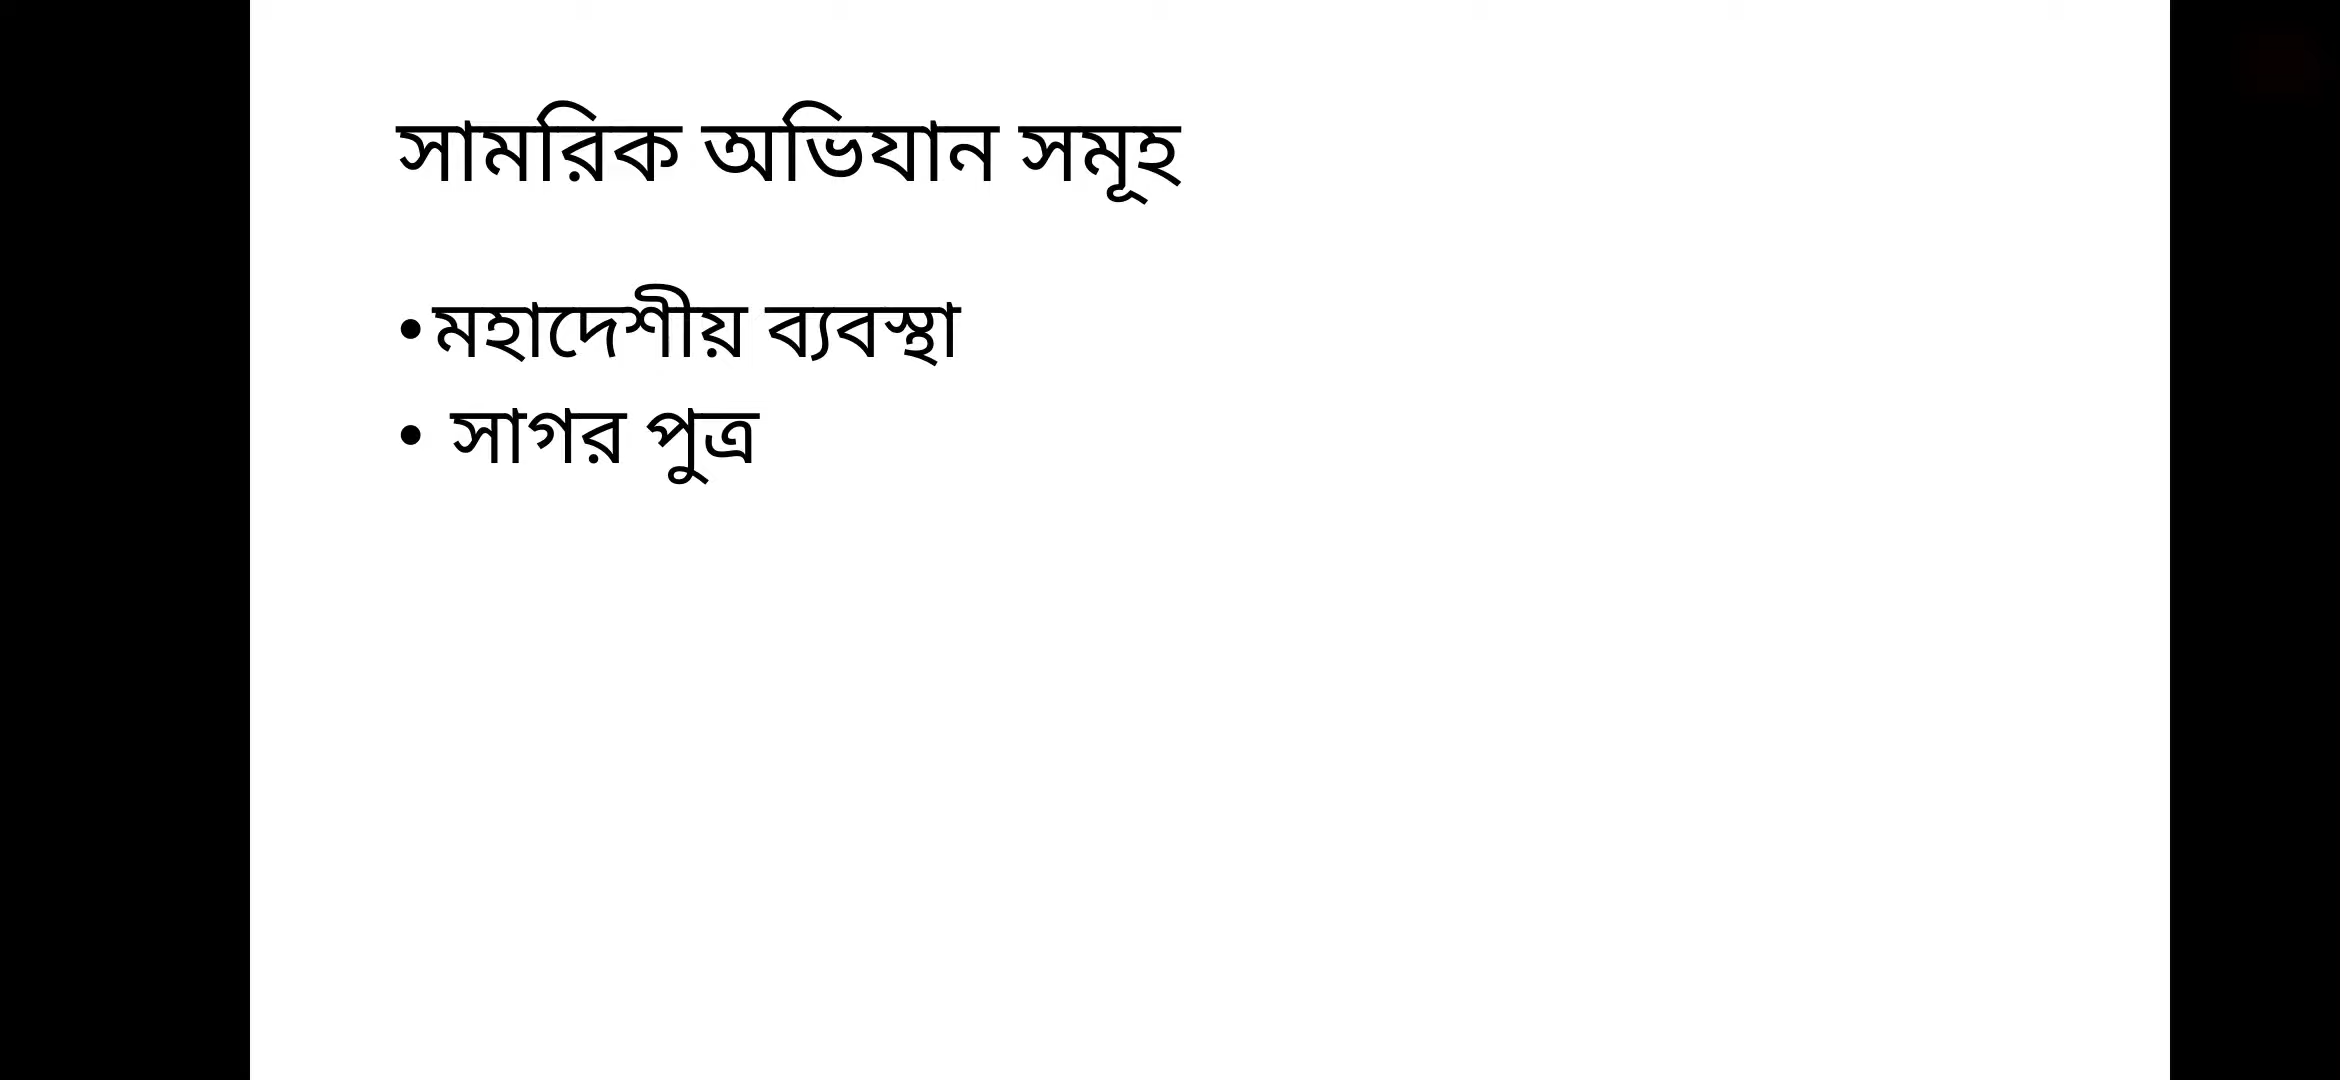 সামরিক অভিযান সমূহ
•মহাদেশীয় ব্যবস্থা
• সাগর পুত্র